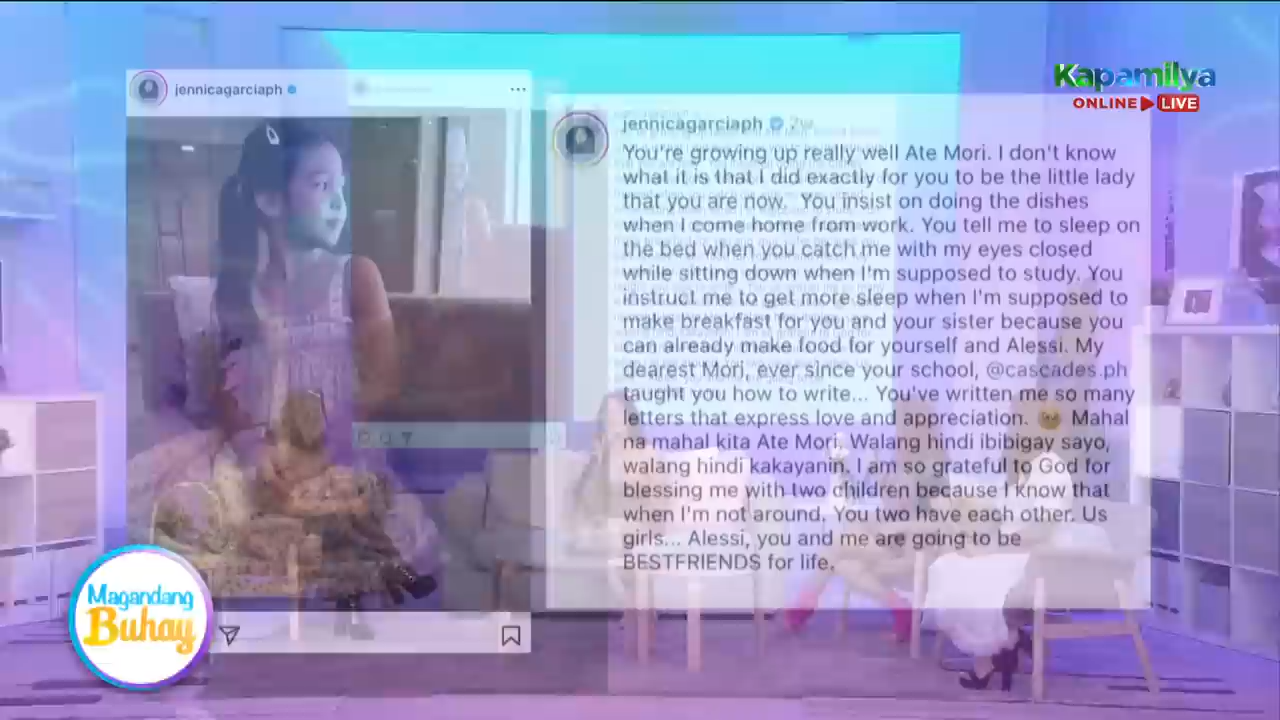 Kapamilya
ONLINE LIVE
jennicagarciaph
jennicagarciaph 2w
You're growing up really well Ate Mori. I don't know
what it is that I did exactly for you to be the little lady
that you are now. You insist on doing the dishes
when I come home from work. You tell me to sleep on
the bed when you catch me with my eyes closed
while sitting down when I'm supposed to study. You
instruct me to get more sleep when I'm supposed to
make breakfast for you and your sister because you
can already make food for yourself and Alessi. My
dearest Mori, ever since your school, @cascades.ph
taught you how to write... You've written me so many
letters that express love and appreciation. 🥺 Mahal
na mahal kita Ate Mori. Walang hindi ibibigay sayo,
walang hindi kakayanin. I am so grateful to God for
blessing me with two children because I know that
when I'm not around. You two have each other. Us
girls... Alessi, you and me are going to be
BESTFRIENDS for life.
Magandang
Buhay